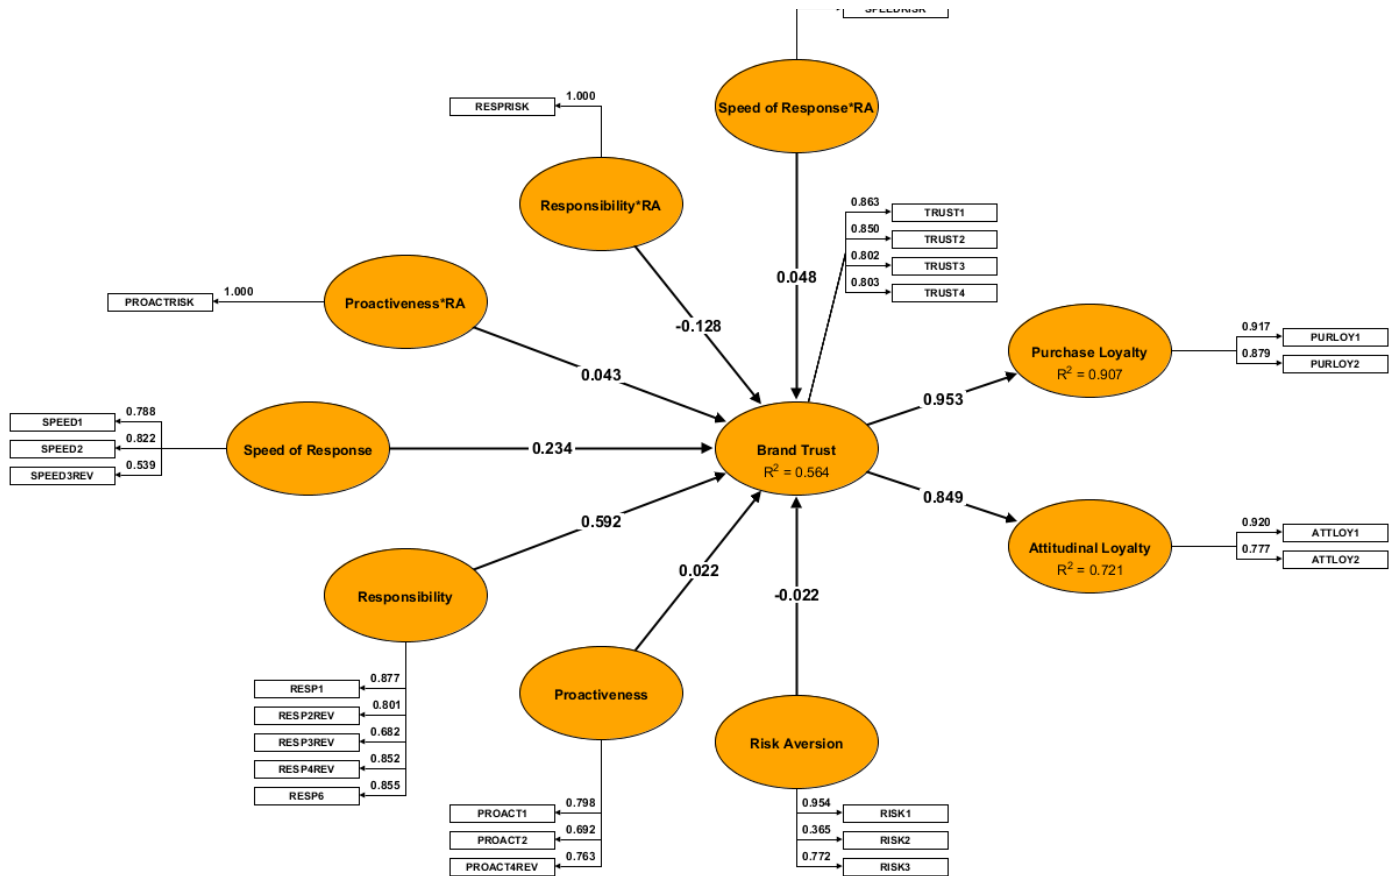 SPEEDRISK
1.000
RESPRISK
Speed of Response*RA
Responsibility*RA
0.863
TRUST1
0.850
TRUST2
0.802
TRUST3
0.803
TRUST4
0.048
1.000
PROACTRISK
Proactiveness*RA
-0.128
0.917
PURLOY1
0.879
PURLOY2
Purchase Loyalty
R² = 0.907
0.043
0.953
0.788
SPEED1
0.822
SPEED2
0.539
SPEED3REV
Speed of Response
0.234
Brand Trust
R² = 0.564
0.849
0.592
0.920
ATTLOY1
0.777
ATTLOY2
Attitudinal Loyalty
R² = 0.721
0.022
-0.022
Responsibility
0.877
RESP1
0.801
RESP2REV
0.682
RESP3REV
0.852
RESP4REV
0.855
RESP6
Proactiveness
Risk Aversion
0.798
PROACT1
0.692
PROACT2
0.763
PROACT4REV
0.954
RISK1
0.365
RISK2
0.772
RISK3